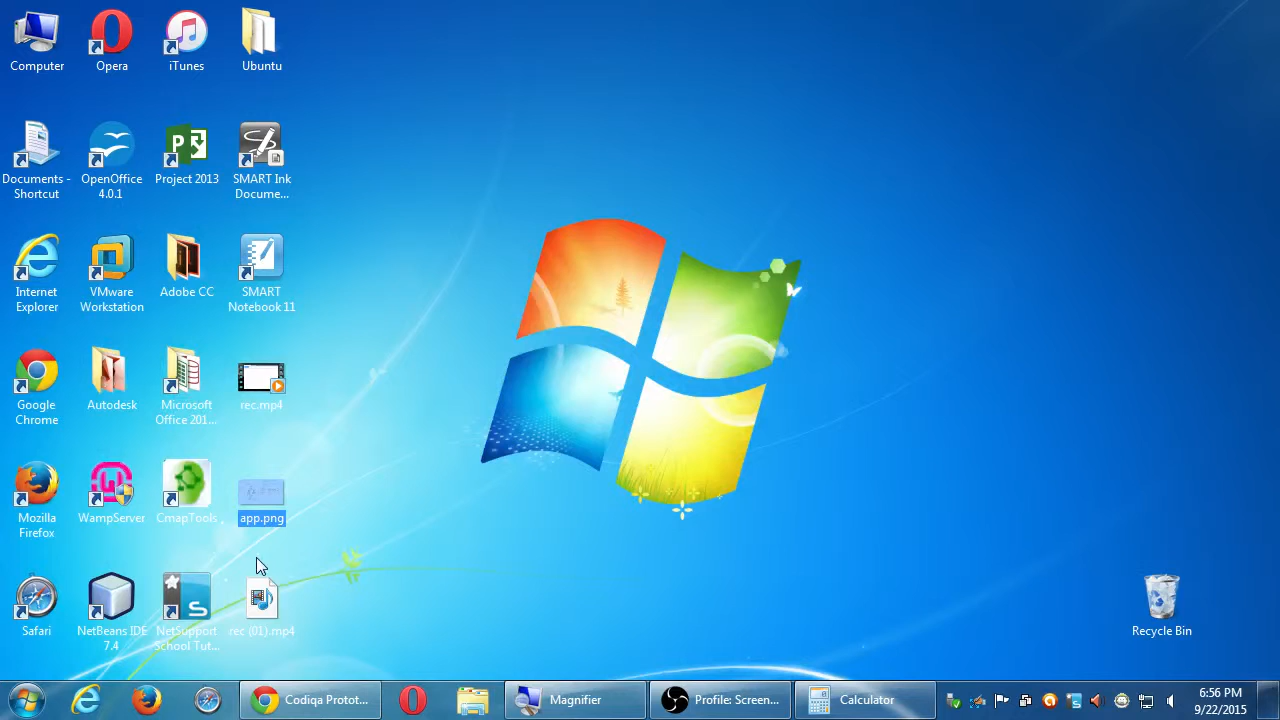 Computer
Opera
iTunes
Ubuntu
Documents -
Shortcut
OpenOffice
4.0.1
Project 2013
SMART Ink
Docume...
Internet
Explorer
VMware
Workstation
Adobe CC
SMART
Notebook 11
Google
Chrome
Autodesk
Microsoft
Office 201...
rec.mp4
Mozilla
Firefox
WampServer
CmapTools
app.png
Safari
NetBeans IDE
7.4
NetSupport
School Tut...
rec (01).mp4
Recycle Bin
Codiqa Protot...
Magnifier
Profile: Screen...
Calculator
6:56 PM
9/22/2015